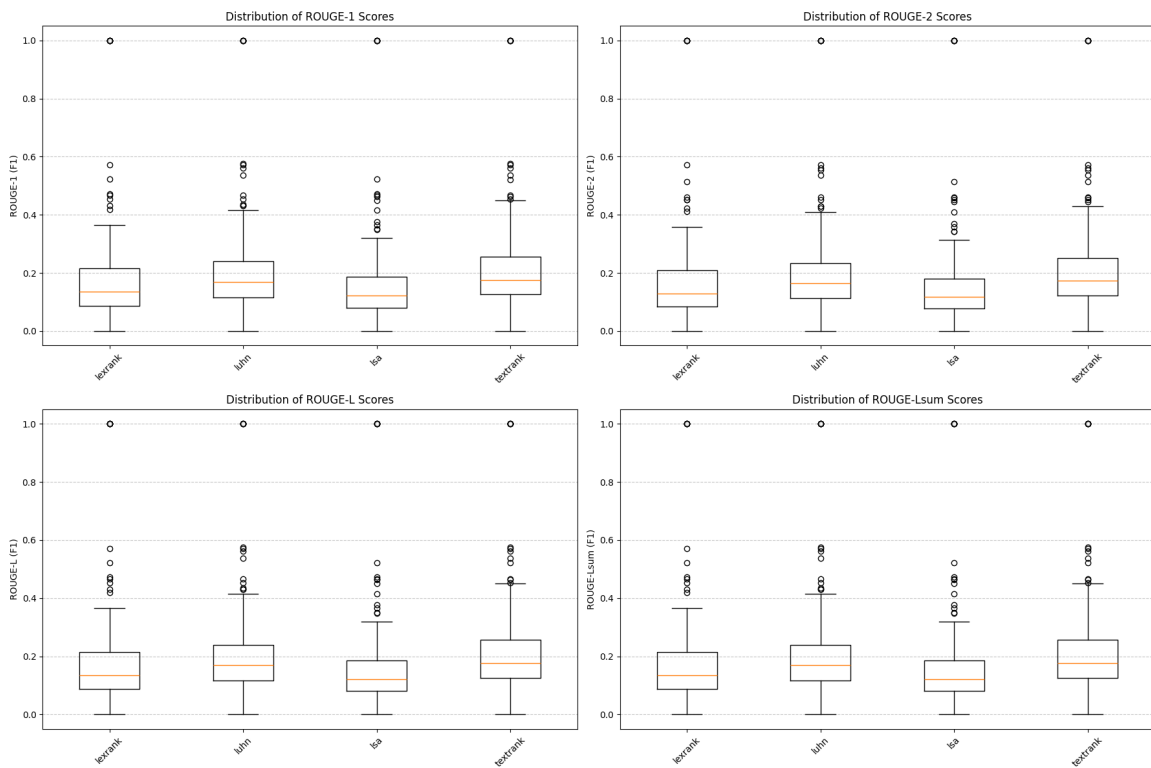 Distribution of ROUGE-1 Scores
ROUGE-1 (F1)
1.0
0.8
0.6
0.4
0.2
0.0
lexrank
luhn
lsa
textrank
Distribution of ROUGE-2 Scores
ROUGE-2 (F1)
1.0
0.8
0.6
0.4
0.2
0.0
lexrank
luhn
lsa
textrank
Distribution of ROUGE-L Scores
ROUGE-L (F1)
1.0
0.8
0.6
0.4
0.2
0.0
lexrank
luhn
lsa
textrank
Distribution of ROUGE-Lsum Scores
ROUGE-Lsum (F1)
1.0
0.8
0.6
0.4
0.2
0.0
lexrank
luhn
lsa
textrank